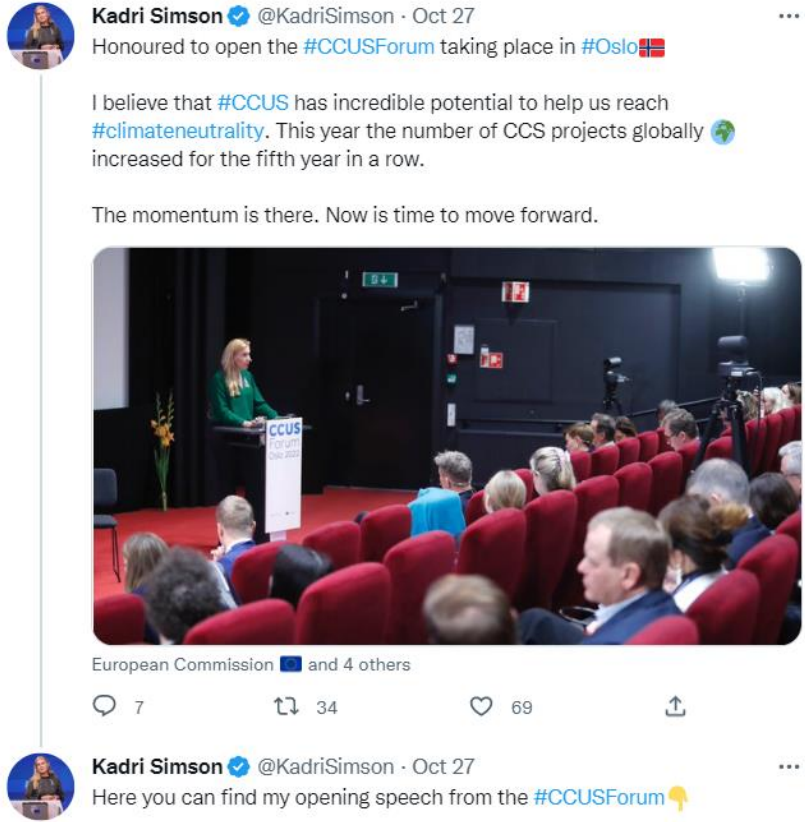 Kadri Simson @KadriSimson · Oct 27
Honoured to open the #CCUSForum taking place in #Oslo🇳🇴
I believe that #CCUS has incredible potential to help us reach
#climateneutrality. This year the number of CCS projects globally 🌍
increased for the fifth year in a row.
The momentum is there. Now is time to move forward.
CCUS
Forum
Oslo 2022
European Commission 🇪🇺 and 4 others
7 34 69
Kadri Simson @KadriSimson · Oct 27
Here you can find my opening speech from the #CCUSForum👇